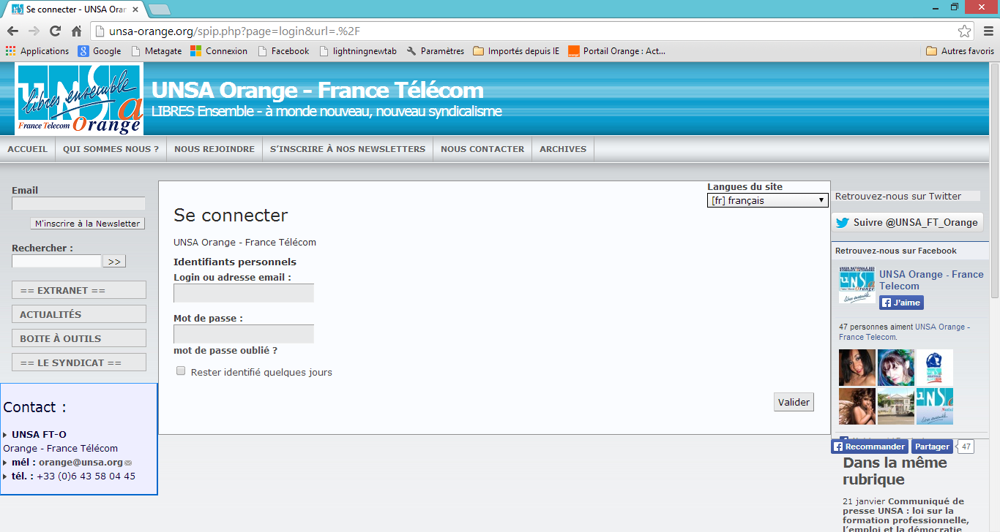 Se connecter - UNSA Oran
unsa-orange.org/spip.php?page=login&url=.%2F
Applications
Google
Metagate
Connexion
Facebook
lightningnewtab
Paramètres
Importés depuis IE
Portail Orange : Act...
Autres favoris
UNSa
libres ensemble
France Telecom Orange
UNSA Orange - France Télécom
LIBRES Ensemble - à monde nouveau, nouveau syndicalisme
ACCUEIL
QUI SOMMES NOUS ?
NOUS REJOINDRE
S'INSCRIRE À NOS NEWSLETTERS
NOUS CONTACTER
ARCHIVES
Email
M'inscrire à la Newsletter
Rechercher :
>>
== EXTRANET ==
ACTUALITÉS
BOITE À OUTILS
== LE SYNDICAT ==
Contact :
UNSA FT-O
Orange - France Télécom
mél : orange@unsa.org
tél. : +33 (0)6 43 58 04 45
Langues du site
[fr] français
Se connecter
UNSA Orange - France Télécom
Identifiants personnels
Login ou adresse email :
Mot de passe :
mot de passe oublié ?
Rester identifié quelques jours
Valider
Retrouvez-nous sur Twitter
Suivre @UNSA_FT_Orange
Retrouvez-nous sur Facebook
UNSA Orange - France
Telecom
J'aime
47 personnes aiment UNSA Orange -
France Telecom.
Recommander
Partager
47
Dans la même
rubrique
21 janvier Communiqué de
presse UNSA : loi sur la
formation professionnelle,
l'emploi et la démocratie